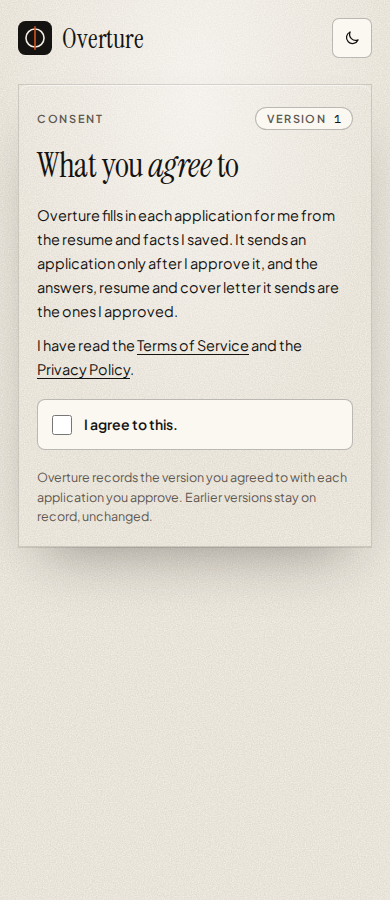 Overture
CONSENT
VERSION 1
What you agree to
Overture fills in each application for me from
the resume and facts I saved. It sends an
application only after I approve it, and the
answers, resume and cover letter it sends are
the ones I approved.
I have read the Terms of Service and the
Privacy Policy.
I agree to this.
Overture records the version you agreed to with each
application you approve. Earlier versions stay on
record, unchanged.